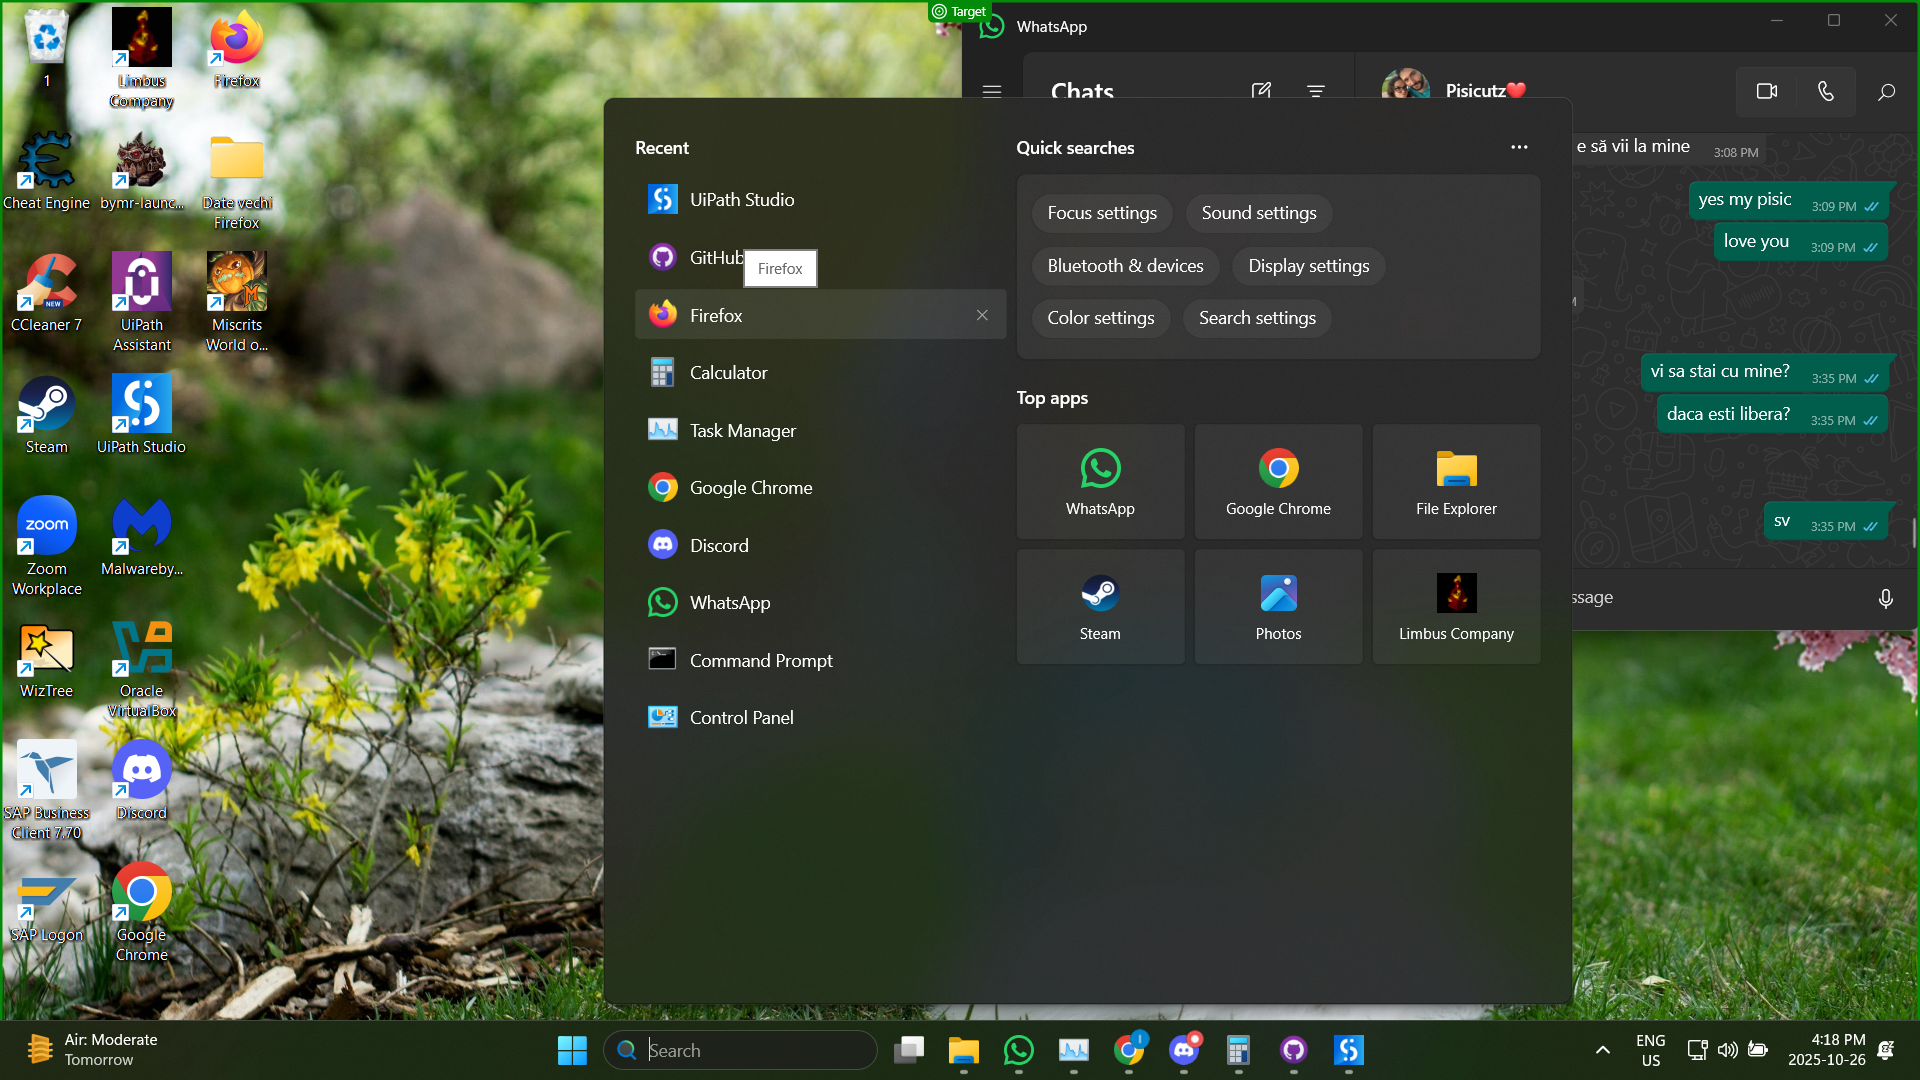 1
Limbus
Company
Firefox
Cheat Engine
bymr-launc...
Date vechi
Firefox
NEW
CCleaner 7
UiPath
Assistant
Miscrits
World o...
Steam
UiPath Studio
zoom
Zoom
Workplace
Malwareby...
WizTree
Oracle
VirtualBox
SAP Business
Client 7.70
Discord
SAP Logon
Google
Chrome
Target
WhatsApp
Chats
Pisicutz❤️
e să vii la mine 3:08 PM
yes my pisic 3:09 PM
love you 3:09 PM
M
vi sa stai cu mine? 3:35 PM
daca esti libera? 3:35 PM
sv 3:35 PM
ssage
Recent
UiPath Studio
GitHub
Firefox
Firefox
Calculator
Task Manager
Google Chrome
Discord
WhatsApp
Command Prompt
Control Panel
Quick searches
Focus settings
Sound settings
Bluetooth & devices
Display settings
Color settings
Search settings
Top apps
WhatsApp
Google Chrome
File Explorer
Steam
Photos
Limbus Company
Air: Moderate
Tomorrow
Search
ENG
US
4:18 PM
2025-10-26